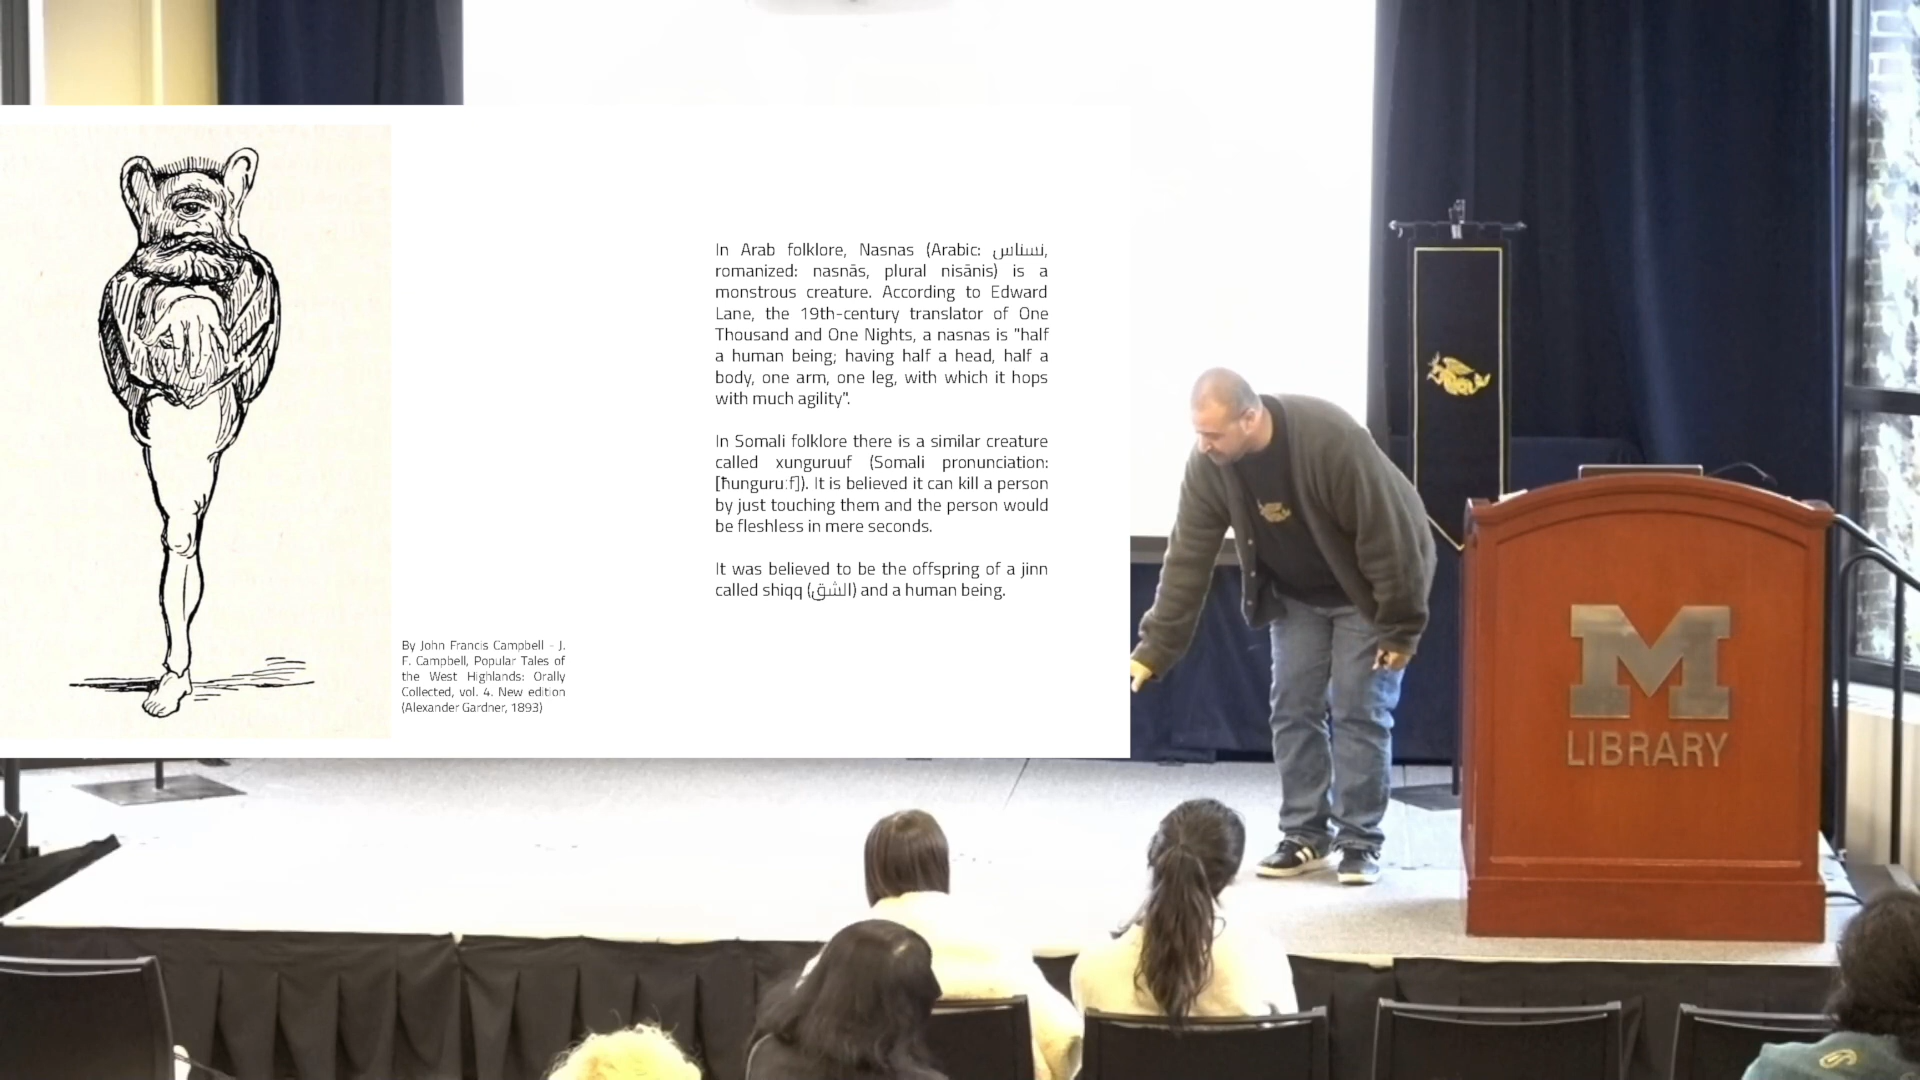 In Arab folklore, Nasnas (Arabic: نسناس,
romanized: nasnās, plural nisānis) is a
monstrous creature. According to Edward
Lane, the 19th-century translator of One
Thousand and One Nights, a nasnas is "half
a human being; having half a head, half a
body, one arm, one leg, with which it hops
with much agility".
In Somali folklore there is a similar creature
called xunguruuf (Somali pronunciation:
[ħunguruːf]). It is believed it can kill a person
by just touching them and the person would
be fleshless in mere seconds.
It was believed to be the offspring of a jinn
called shiqq (الشق) and a human being.
By John Francis Campbell - J.
F. Campbell, Popular Tales of
the West Highlands: Orally
Collected, vol. 4. New edition
(Alexander Gardner, 1893)
M
LIBRARY